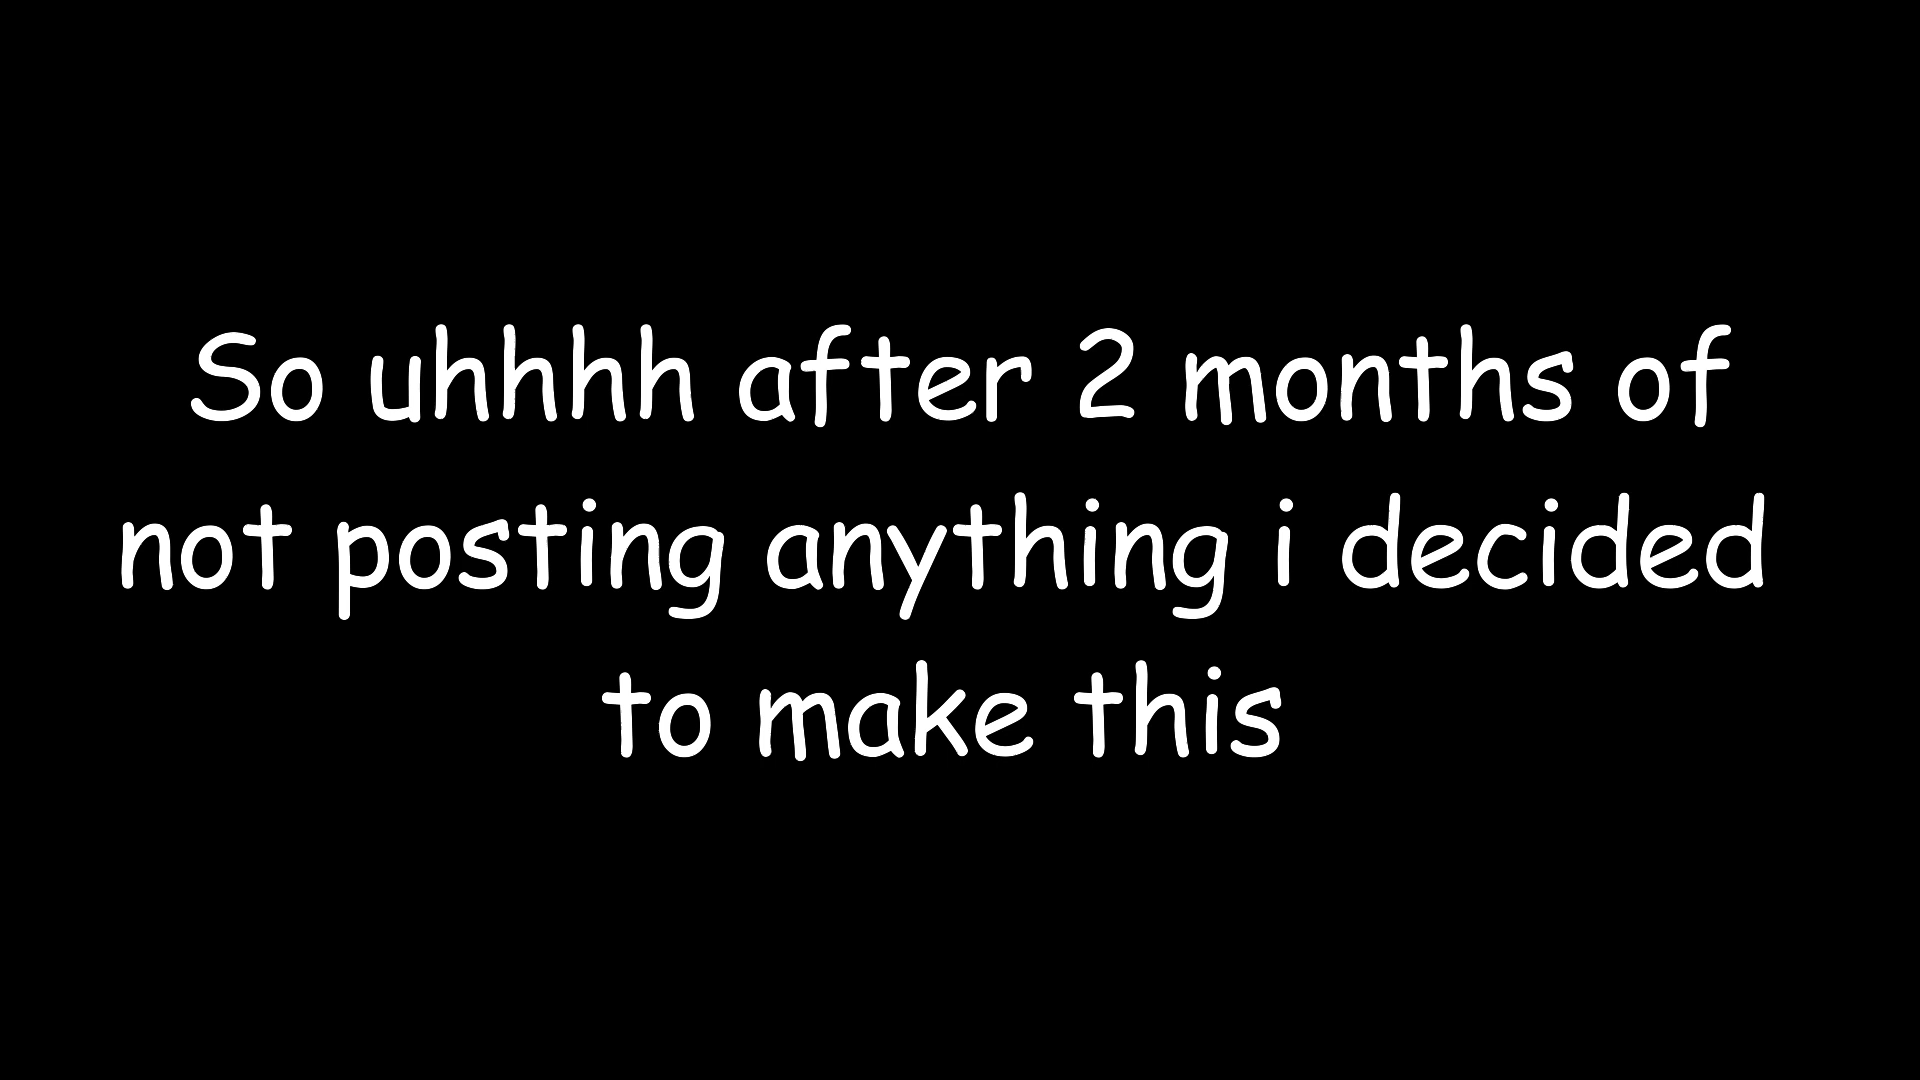 So uhhhh after 2 months of
not posting anything i decided
to make this